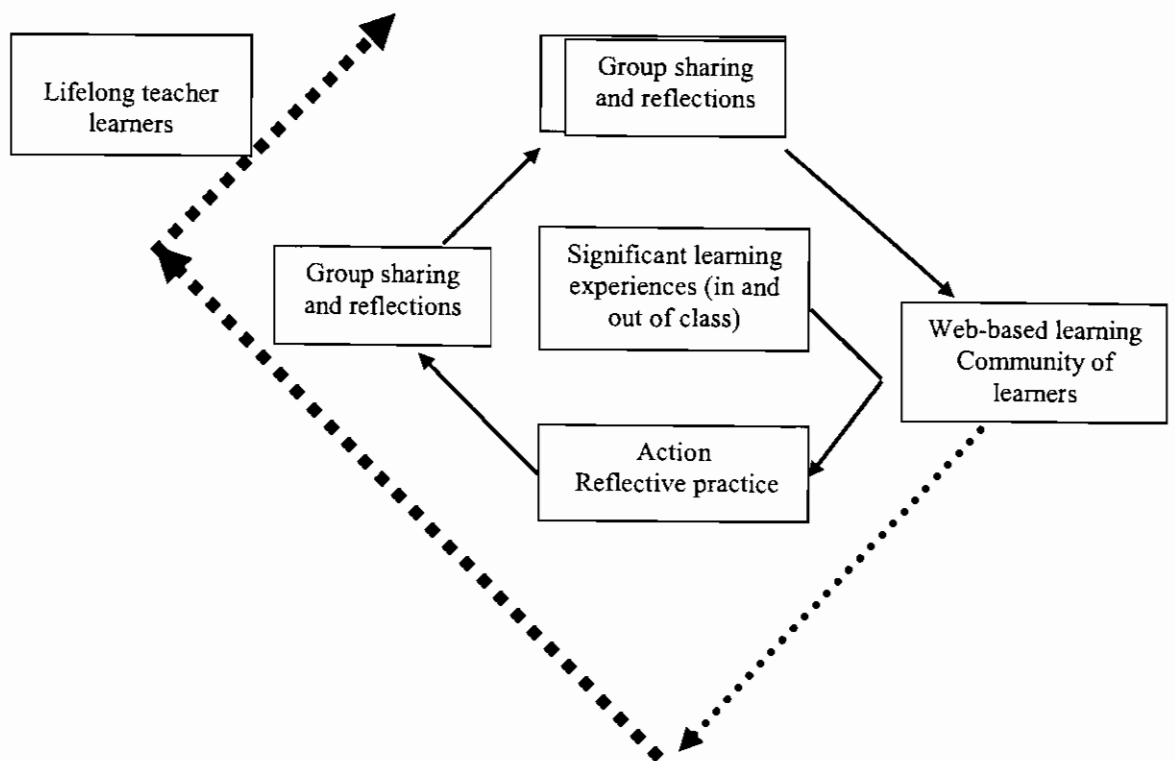 Lifelong teacher
learners
Group sharing
and reflections
Group sharing
and reflections
Significant learning
experiences (in and
out of class)
Web-based learning
Community of
learners
Action
Reflective practice